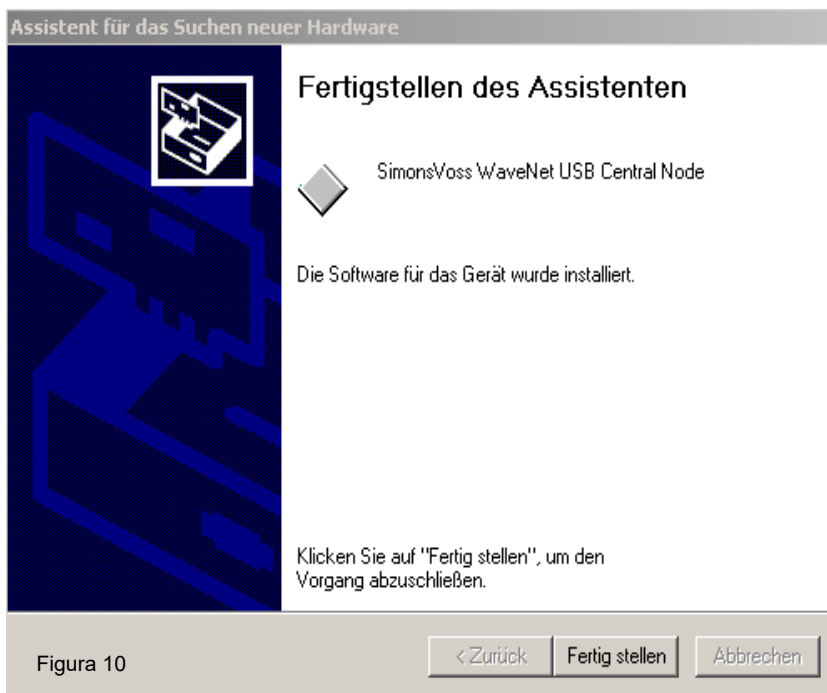 Assistent für das Suchen neuer Hardware
Fertigstellen des Assistenten
SimonsVoss WaveNet USB Central Node
Die Software für das Gerät wurde installiert.
Klicken Sie auf "Fertig stellen", um den
Vorgang abzuschließen.
Figura 10
< Zurück
Fertig stellen
Abbrechen